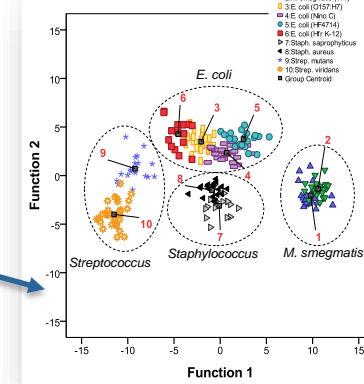 3:E. coli (O157:H7)
4:E. coli (Nino C)
5:E. coli (HF4714)
6:E. coli (Hfr K-12)
7:Staph. saprophyticus
8:Staph. aureus
9:Strep. mutans
10:Strep. viridans
Group Centroid
15
10
5
0
-5
-10
-15
Function 2
E. coli
6
3
5
9
8
4
2
10
7
1
Streptococcus
Staphylococcus
M. smegmatis
-15
-10
-5
0
5
10
15
Function 1